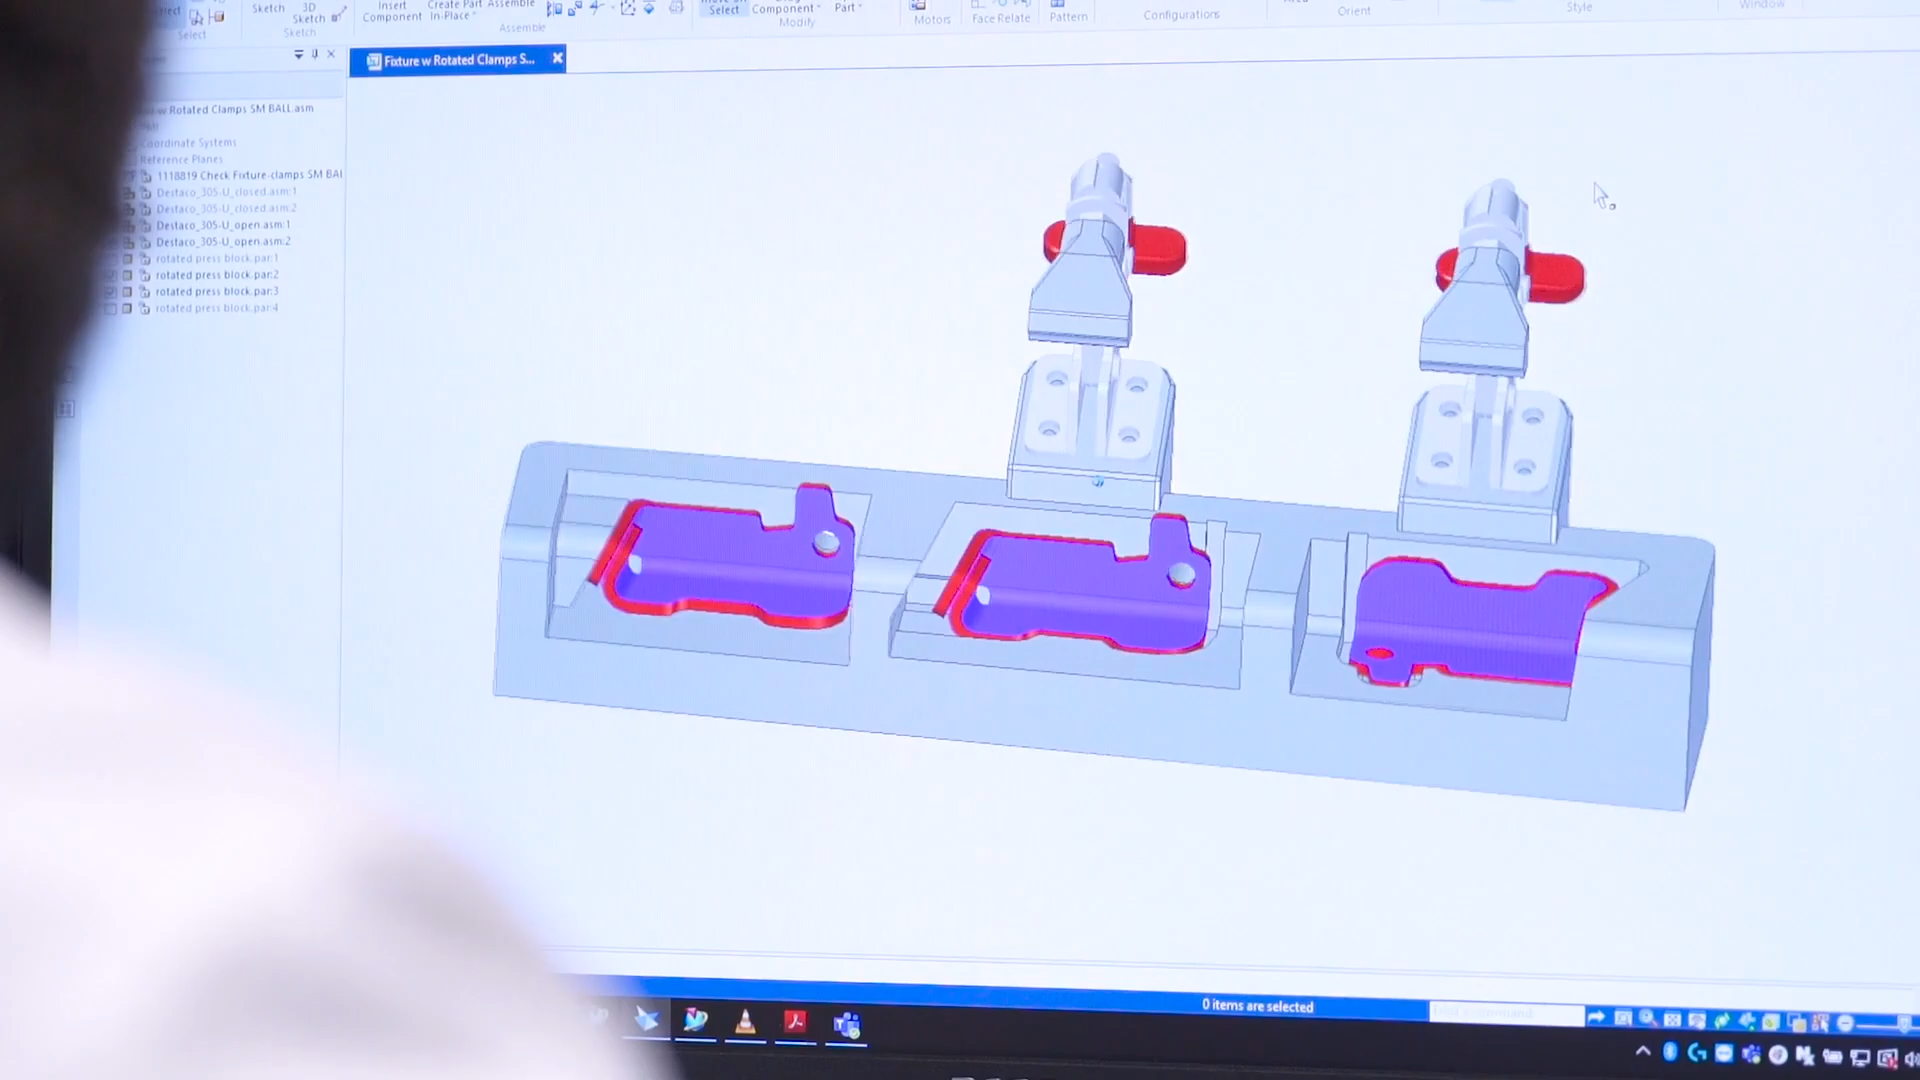 Select
Sketch
3D
Sketch
Sketch
Insert
Component
Create Part
In-Place
Assemble
Assemble
Select
Component
Modify
Part
Motors
Face Relate
Pattern
Configurations
Orient
Style
Window
Fixture w Rotated Clamps S...
w Rotated Clamps SM BALL.asm
Coordinate Systems
Reference Planes
1118819 Check Fixture-clamps SM BAL
Destaco_305-U_closed.asm:1
Destaco_305-U_closed.asm:2
Destaco_305-U_open.asm:1
Destaco_305-U_open.asm:2
rotated press block.par:1
rotated press block.par:2
rotated press block.par:3
rotated press block.par:4
0 items are selected